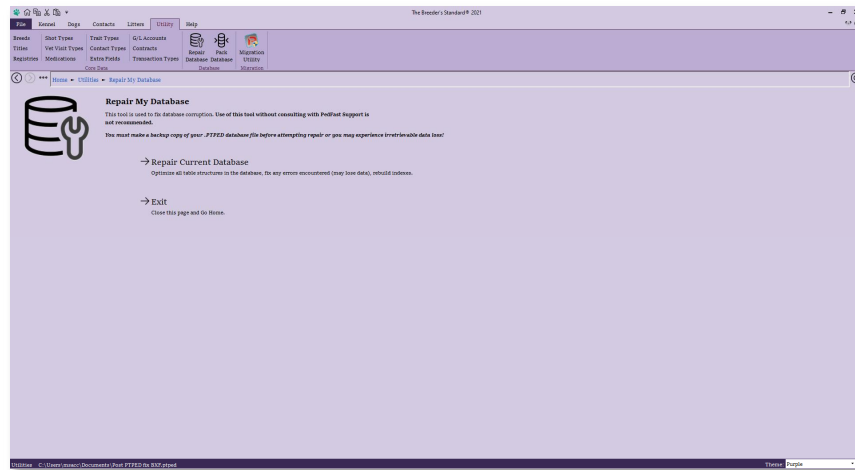 The Breeder's Standard® 2021
File Kennel Dogs Contacts Litters Utility Help
Breeds Shot Types Trait Types G/L Accounts
Titles Vet Visit Types Contact Types Contracts
Registries Medications Extra Fields Transaction Types
Repair Database
Pack Database
Migration Utility
Core Data Database Migration
Home Utilities Repair My Database
Repair My Database
This tool is used to fix database corruption. Use of this tool without consulting with PedFast Support is
not recommended.
You must make a backup copy of your .PTPED database file before attempting repair or you may experience irretrievable data loss!
→ Repair Current Database
Optimize all table structures in the database, fix any errors encountered (may lose data), rebuild indexes.
→ Exit
Close this page and Go Home.
Utilities Theme Purple